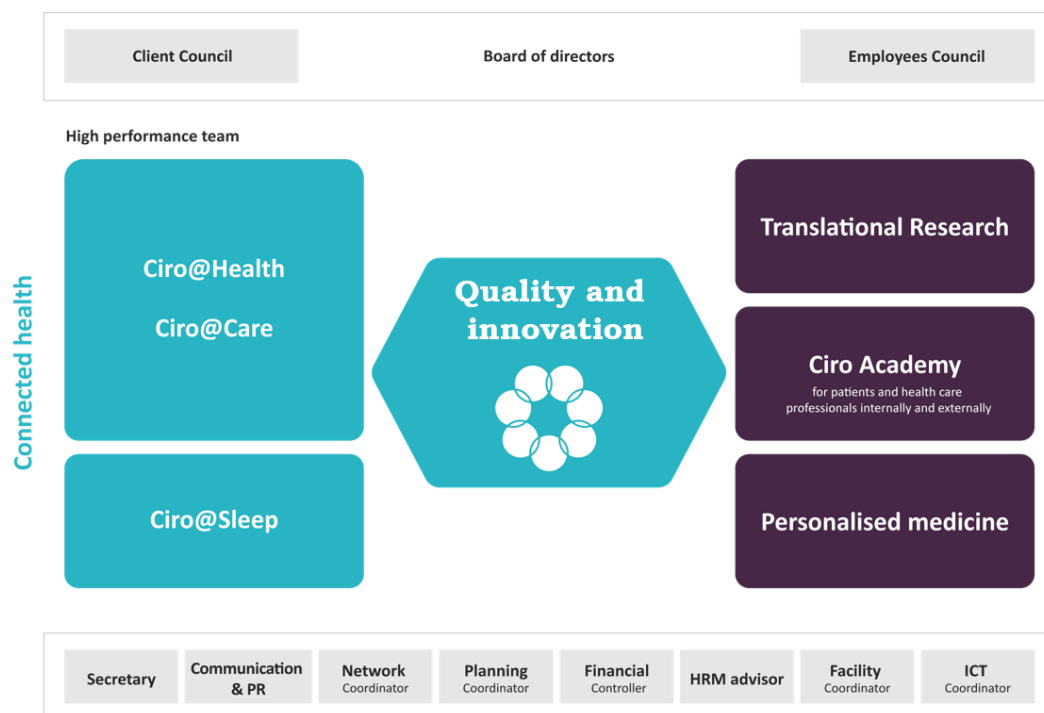 Client Council
Board of directors
Employees Council
High performance team
Connected health
Ciro@Health
Ciro@Care
Ciro@Sleep
Quality and
innovation
Translational Research
Ciro Academy
for patients and health care
professionals internally and externally
Personalised medicine
Secretary
Communication
& PR
Network
Coordinator
Planning
Coordinator
Financial
Controller
HRM advisor
Facility
Coordinator
ICT
Coordinator